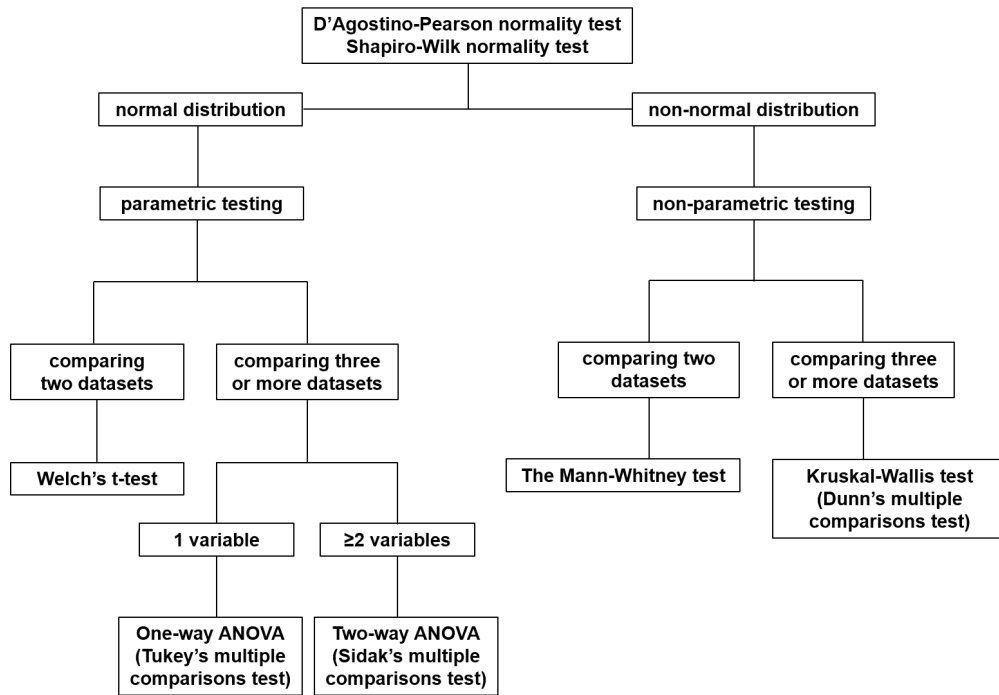 D’Agostino-Pearson normality test
Shapiro-Wilk normality test
normal distribution
non-normal distribution
parametric testing
non-parametric testing
comparing
two datasets
comparing three
or more datasets
comparing two
datasets
comparing three
or more datasets
Welch’s t-test
The Mann-Whitney test
Kruskal-Wallis test
(Dunn’s multiple
comparisons test)
1 variable
≥2 variables
One-way ANOVA
(Tukey’s multiple
comparisons test)
Two-way ANOVA
(Sidak’s multiple
comparisons test)